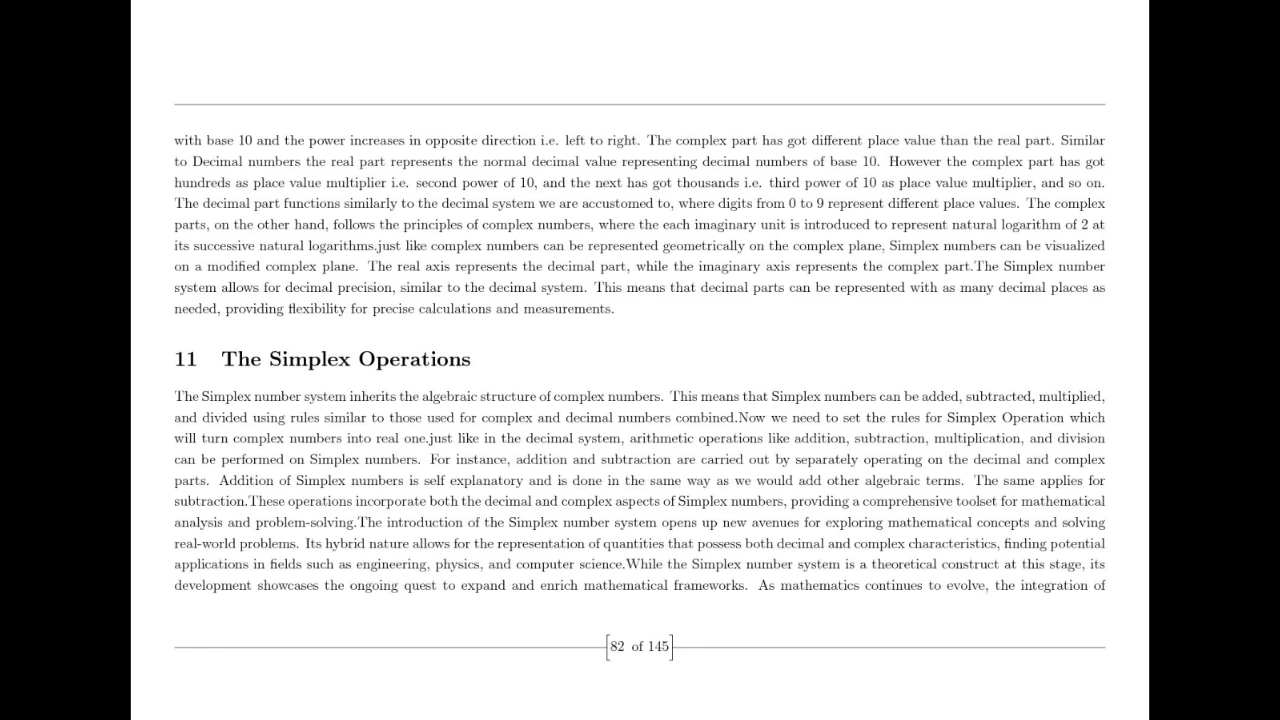 with base 10 and the power increases in opposite direction i.e. left to right. The complex part has got different place value than the real part. Similar
to Decimal numbers the real part represents the normal decimal value representing decimal numbers of base 10. However the complex part has got
hundreds as place value multiplier i.e. second power of 10, and the next has got thousands i.e. third power of 10 as place value multiplier, and so on.
The decimal part functions similarly to the decimal system we are accustomed to, where digits from 0 to 9 represent different place values. The complex
parts, on the other hand, follows the principles of complex numbers, where the each imaginary unit is introduced to represent natural logarithm of 2 at
its successive natural logarithms.just like complex numbers can be represented geometrically on the complex plane, Simplex numbers can be visualized
on a modified complex plane. The real axis represents the decimal part, while the imaginary axis represents the complex part.The Simplex number
system allows for decimal precision, similar to the decimal system. This means that decimal parts can be represented with as many decimal places as
needed, providing flexibility for precise calculations and measurements.
11 The Simplex Operations
The Simplex number system inherits the algebraic structure of complex numbers. This means that Simplex numbers can be added, subtracted, multiplied,
and divided using rules similar to those used for complex and decimal numbers combined.Now we need to set the rules for Simplex Operation which
will turn complex numbers into real one.just like in the decimal system, arithmetic operations like addition, subtraction, multiplication, and division
can be performed on Simplex numbers. For instance, addition and subtraction are carried out by separately operating on the decimal and complex
parts. Addition of Simplex numbers is self explanatory and is done in the same way as we would add other algebraic terms. The same applies for
subtraction.These operations incorporate both the decimal and complex aspects of Simplex numbers, providing a comprehensive toolset for mathematical
analysis and problem-solving.The introduction of the Simplex number system opens up new avenues for exploring mathematical concepts and solving
real-world problems. Its hybrid nature allows for the representation of quantities that possess both decimal and complex characteristics, finding potential
applications in fields such as engineering, physics, and computer science.While the Simplex number system is a theoretical construct at this stage, its
development showcases the ongoing quest to expand and enrich mathematical frameworks. As mathematics continues to evolve, the integration of
[82 of 145]